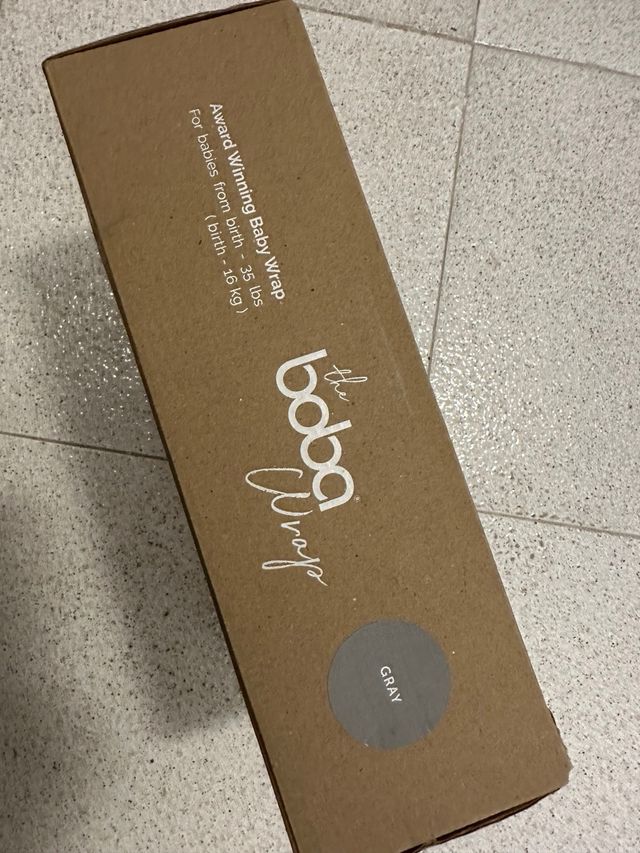 Award Winning Baby Wrap
For babies from birth - 35 lbs
(birth - 16 kg)
the
boba®
Wrap
GRAY